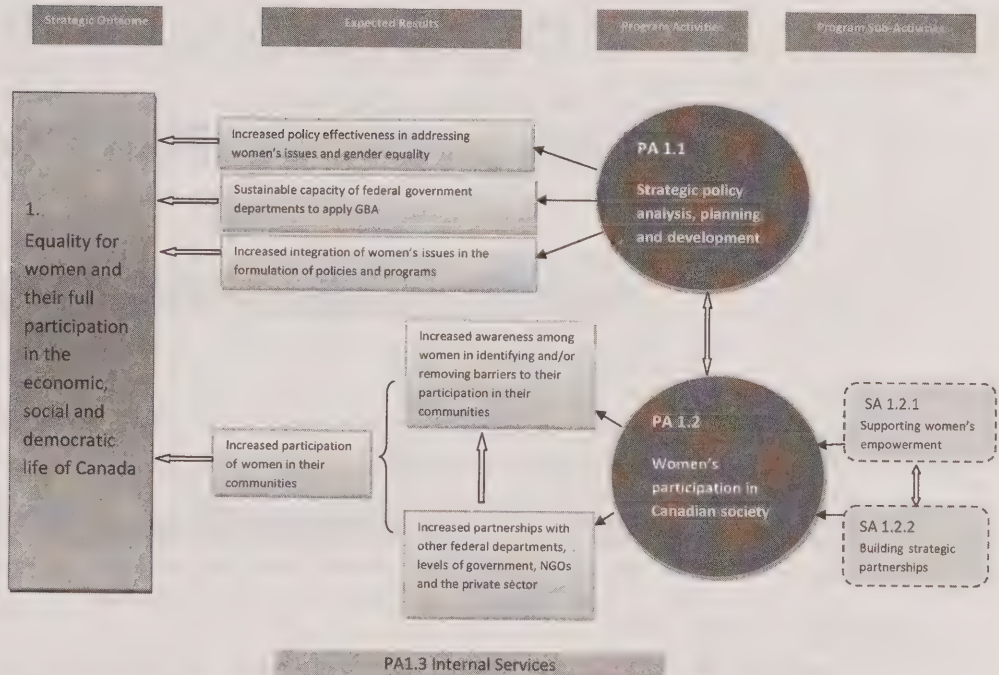 Strategic Outcome
Expected Results
Program Activities
Program Sub-Activities
1.
Equality for
women and
their full
participation
in the
economic,
social and
democratic
life of Canada
Increased policy effectiveness in addressing
women's issues and gender equality
Sustainable capacity of federal government
departments to apply GBA
Increased integration of women's issues in the
formulation of policies and programs
PA 1.1
Strategic policy
analysis, planning
and development
Increased participation
of women in their
communities
Increased awareness among
women in identifying and/or
removing barriers to their
participation in their
communities
Increased partnerships with
other federal departments,
levels of government, NGOs
and the private sector
PA 1.2
Women's
participation in
Canadian society
SA 1.2.1
Supporting women's
empowerment
SA 1.2.2
Building strategic
partnerships
PA1.3 Internal Services